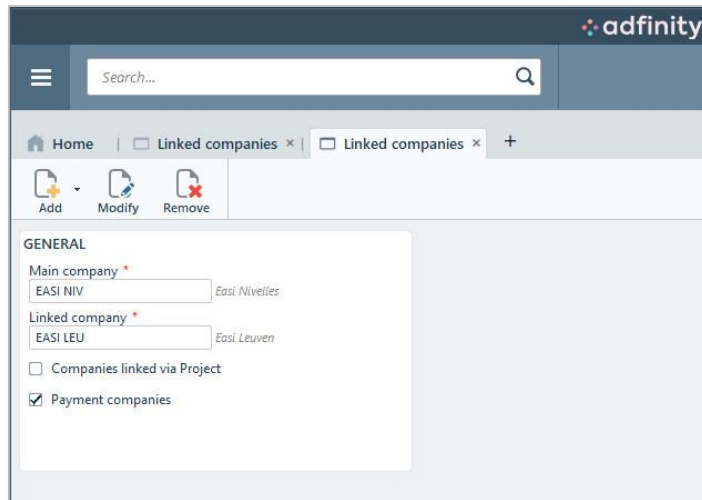 adfinity
Search...
Home | Linked companies × | Linked companies × +
Add Modify Remove
GENERAL
Main company *
EASI NIV Easi Nivelles
Linked company *
EASI LEU Easi Leuven
Companies linked via Project
Payment companies